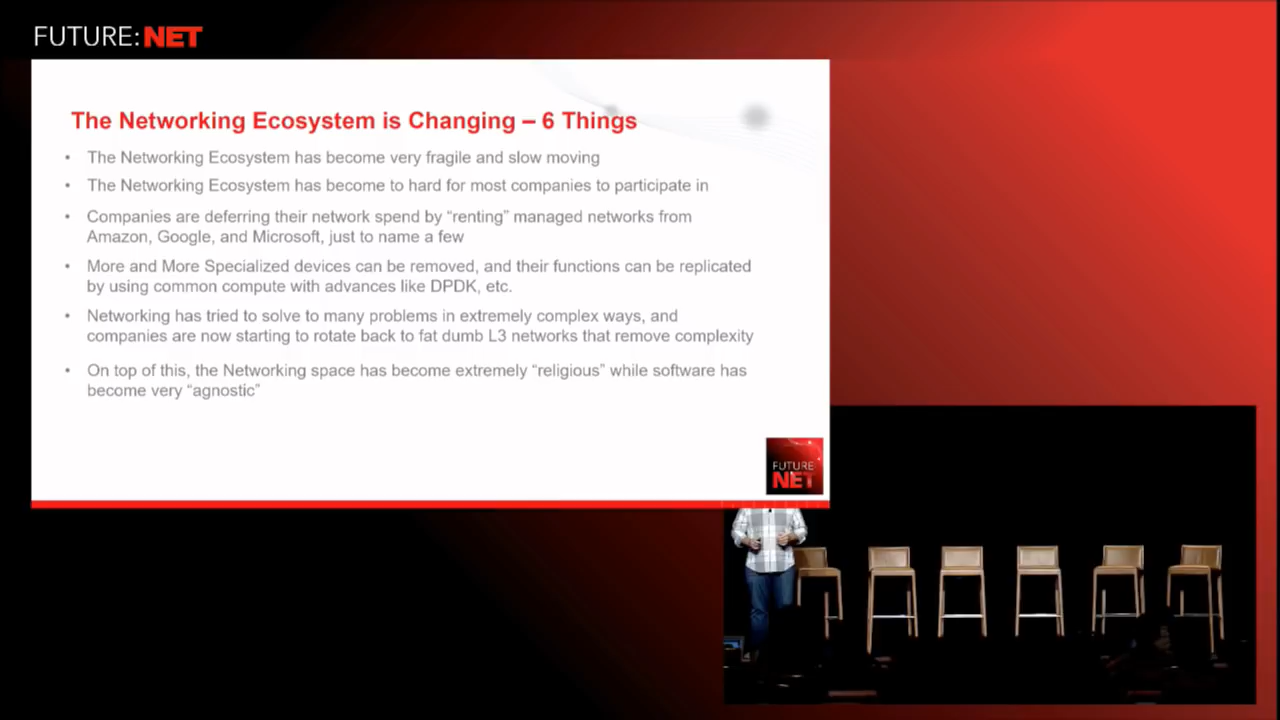 FUTURE:NET
The Networking Ecosystem is Changing – 6 Things
• The Networking Ecosystem has become very fragile and slow moving
• The Networking Ecosystem has become to hard for most companies to participate in
• Companies are deferring their network spend by “renting” managed networks from
Amazon, Google, and Microsoft, just to name a few
• More and More Specialized devices can be removed, and their functions can be replicated
by using common compute with advances like DPDK, etc.
• Networking has tried to solve to many problems in extremely complex ways, and
companies are now starting to rotate back to fat dumb L3 networks that remove complexity
• On top of this, the Networking space has become extremely “religious” while software has
become very “agnostic”
FUTURE
NET